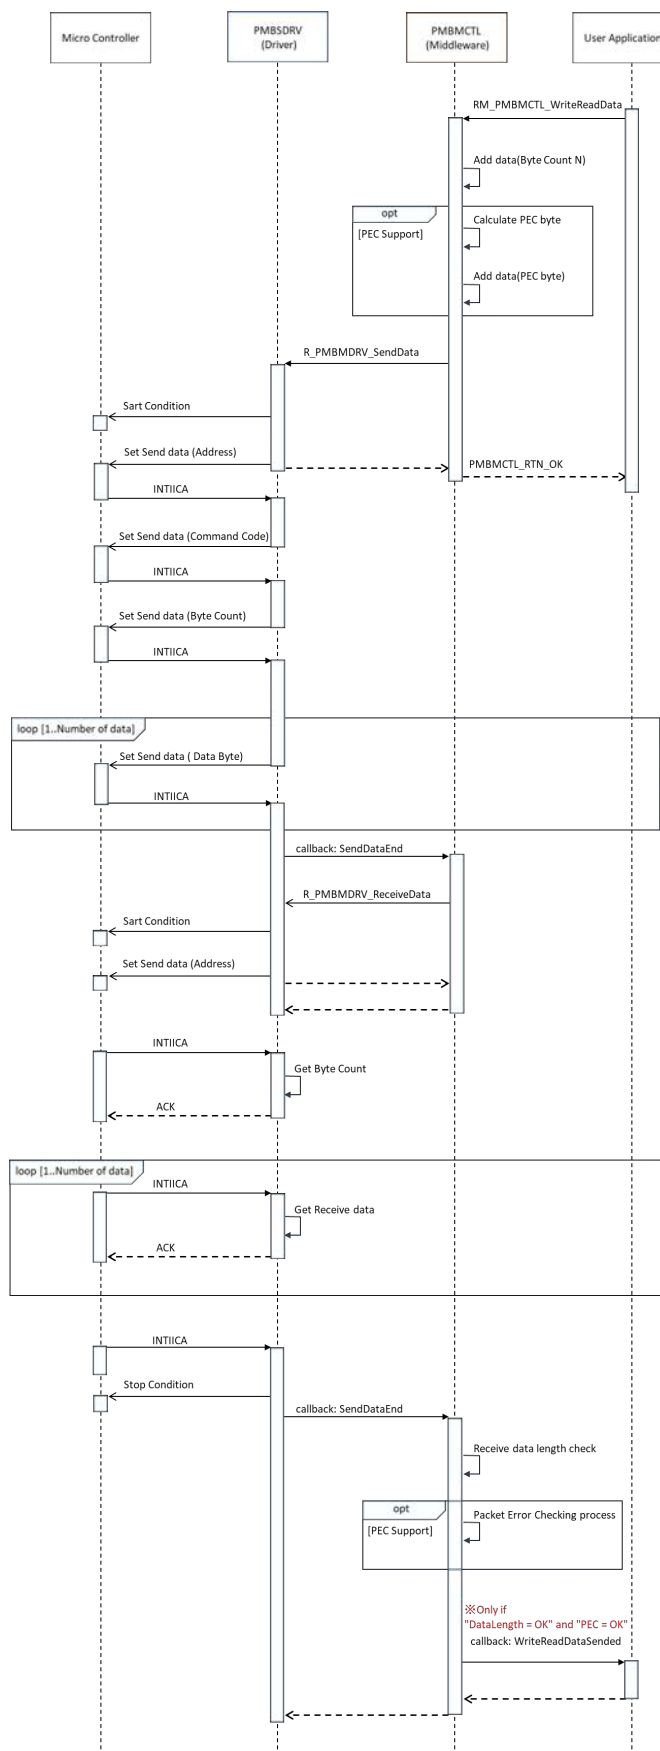 Micro Controller
PMBSDRV
(Driver)
PMBMCTL
(Middleware)
User Application
RM_PMBMCTL_WriteReadData
Add data(Byte Count N)
opt
[PEC Support]
Calculate PEC byte
Add data(PEC byte)
R_PMBMDRV_SendData
Sart Condition
Set Send data (Address)
PMBMCTL_RTN_OK
INTIICA
Set Send data (Command Code)
INTIICA
Set Send data (Byte Count)
INTIICA
loop [1..Number of data]
Set Send data ( Data Byte)
INTIICA
callback: SendDataEnd
R_PMBMDRV_ReceiveData
Sart Condition
Set Send data (Address)
INTIICA
Get Byte Count
ACK
loop [1..Number of data]
INTIICA
Get Receive data
ACK
INTIICA
Stop Condition
callback: SendDataEnd
Receive data length check
opt
[PEC Support]
Packet Error Checking process
※Only if
"DataLength = OK" and "PEC = OK"
callback: WriteReadDataSended